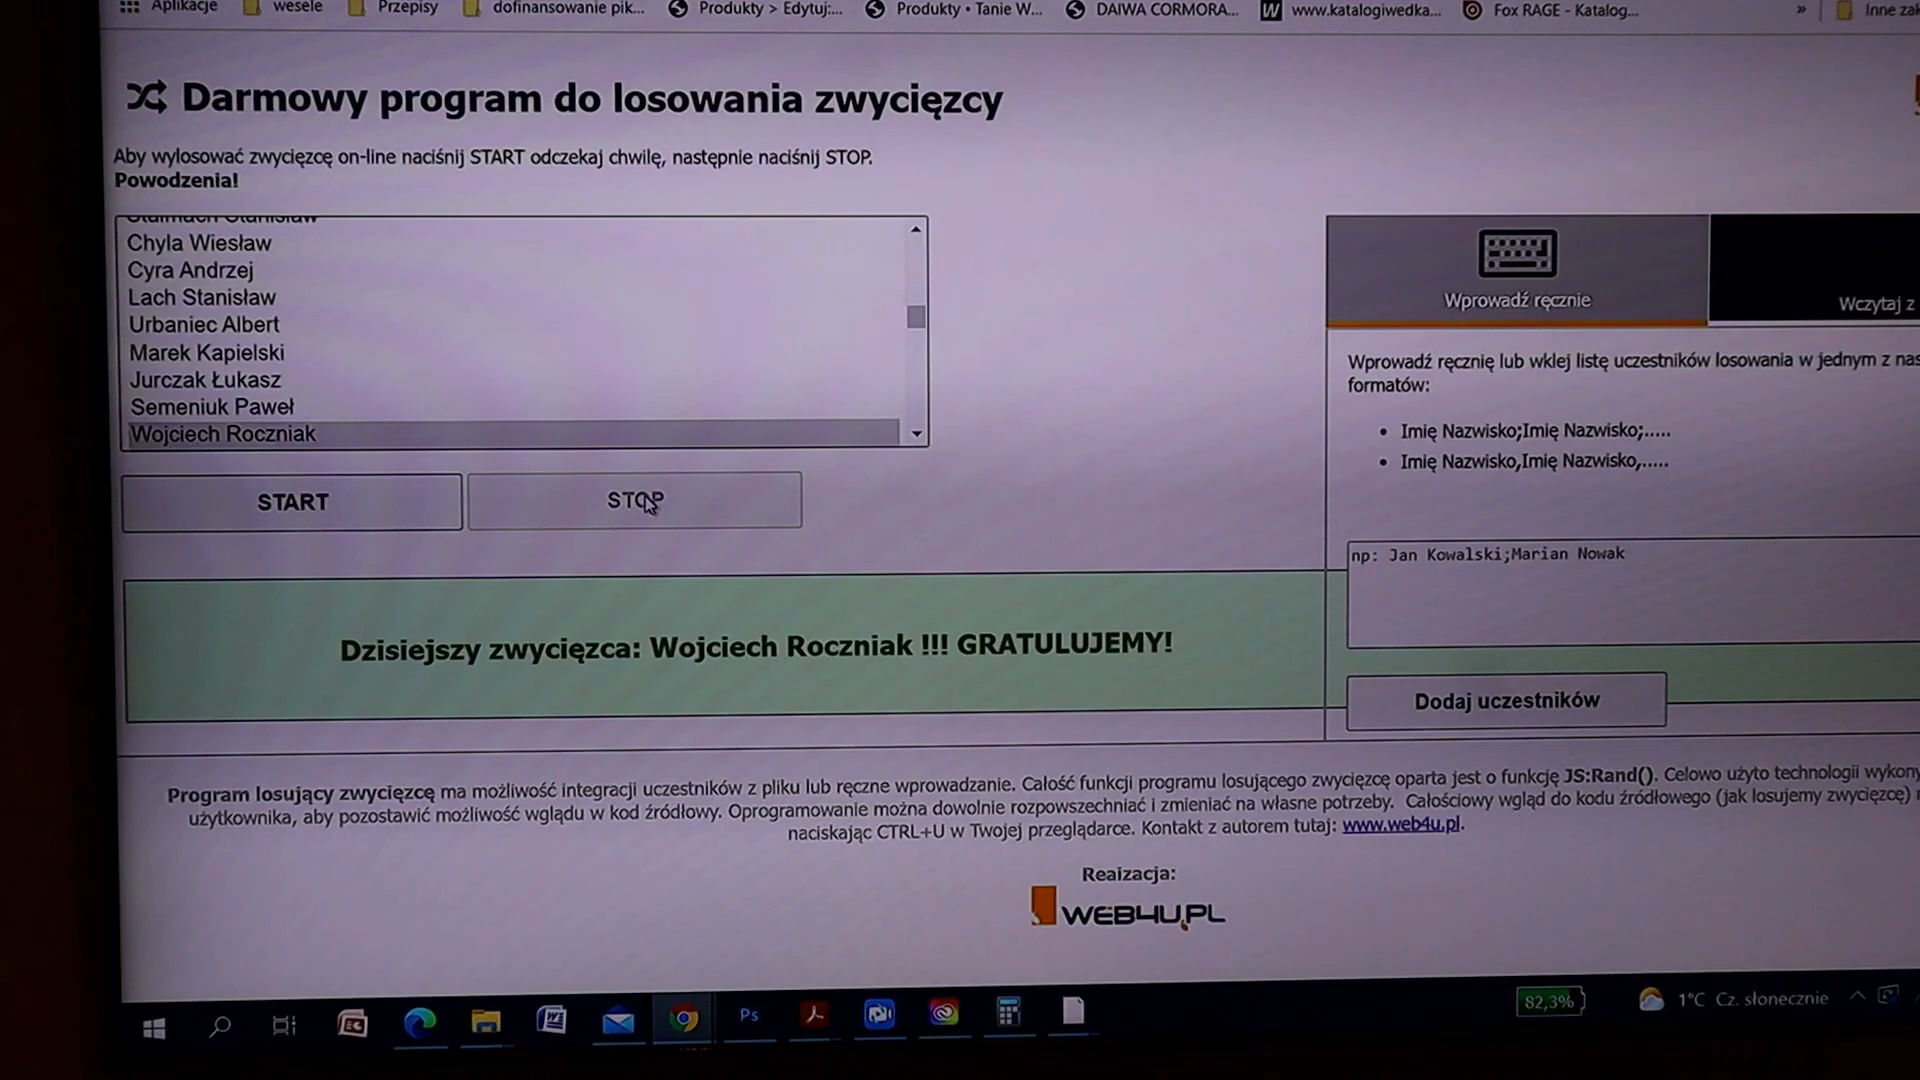 Aplikacje wesele Przepisy dofinansowanie pik... Produkty > Edytuj:... Produkty • Tanie W... DAIWA CORMORA... www.katalogiwedka... Fox RAGE - Katalog... » Inne zak
Darmowy program do losowania zwycięzcy
Aby wylosować zwycięzcę on-line naciśnij START odczekaj chwilę, następnie naciśnij STOP.
Powodzenia!
Stanisław
Chyla Wiesław
Cyra Andrzej
Lach Stanisław
Urbaniec Albert
Marek Kapielski
Jurczak Łukasz
Semeniuk Paweł
Wojciech Roczniak
START STOP
Dzisiejszy zwycięzca: Wojciech Roczniak !!! GRATULUJEMY!
Wprowadź ręcznie
Wczytaj z
Wprowadź ręcznię lub wklej listę uczestników losowania w jednym z nas
formatów:
• Imię Nazwisko;Imię Nazwisko;.....
• Imię Nazwisko,Imię Nazwisko,.....
np: Jan Kowalski;Marian Nowak
Dodaj uczestników
Program losujący zwycięzcę ma możliwość integracji uczestników z pliku lub ręczne wprowadzanie. Całość funkcji programu losującego zwycięzcę oparta jest o funkcję JS:Rand(). Celowo użyto technologii wykony
użytkownika, aby pozostawić możliwość wglądu w kod źródłowy. Oprogramowanie można dowolnie rozpowszechniać i zmieniać na własne potrzeby. Całościowy wgląd do kodu źródłowego (jak losujemy zwycięzcę)
naciskając CTRL+U w Twojej przeglądarce. Kontakt z autorem tutaj: www.web4u.pl.
Reaizacja:
WEB4U.PL
Ps
82,3% 1°C Cz. słonecznie